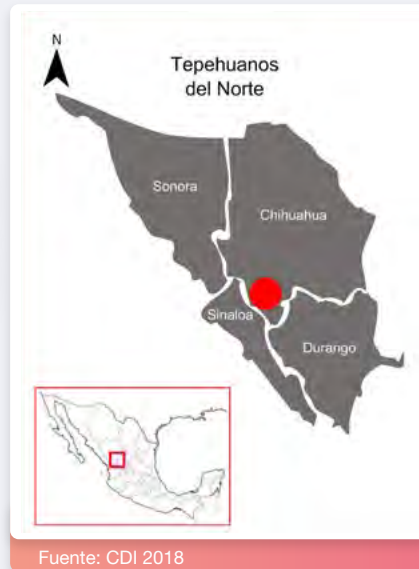 N
Tepehuanos
del Norte
Sonora
Chihuahua
Sinaloa
Durango
Fuente: CDI 2018